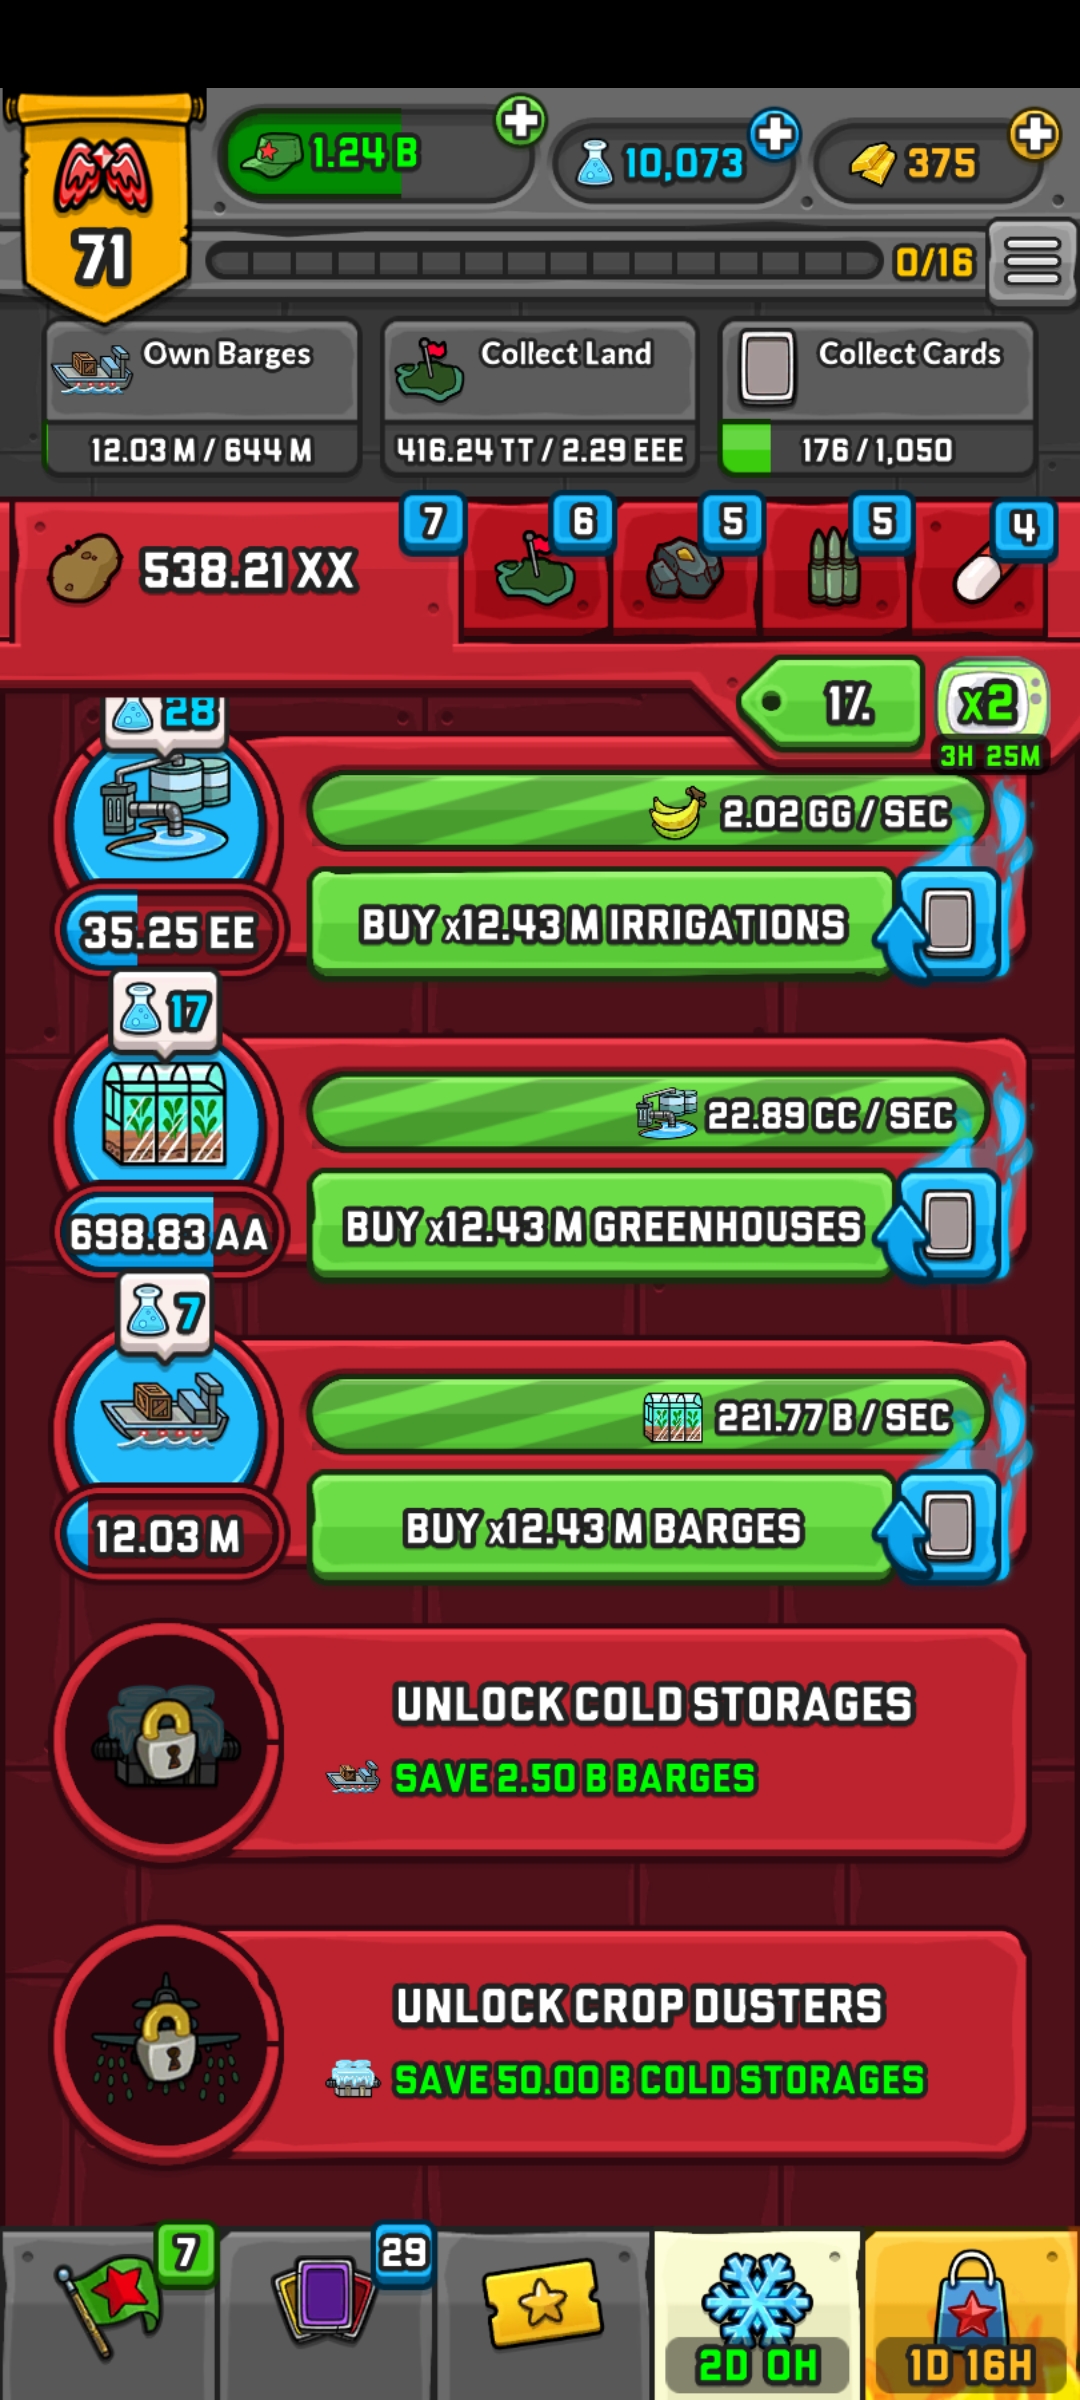 71
1.24 B
10,073
375
0/16
Own Barges
12.03 M / 644 M
Collect Land
416.24 TT / 2.29 EEE
Collect Cards
176 / 1,050
538.21 XX
7
6
5
5
4
1%
x2
3H 25M
28
2.02 GG / SEC
35.25 EE
BUY x12.43 M IRRIGATIONS
17
22.89 CC / SEC
698.83 AA
BUY x12.43 M GREENHOUSES
7
221.77 B / SEC
12.03 M
BUY x12.43 M BARGES
UNLOCK COLD STORAGES
SAVE 2.50 B BARGES
UNLOCK CROP DUSTERS
SAVE 50.00 B COLD STORAGES
7
29
2D 0H
1D 16H